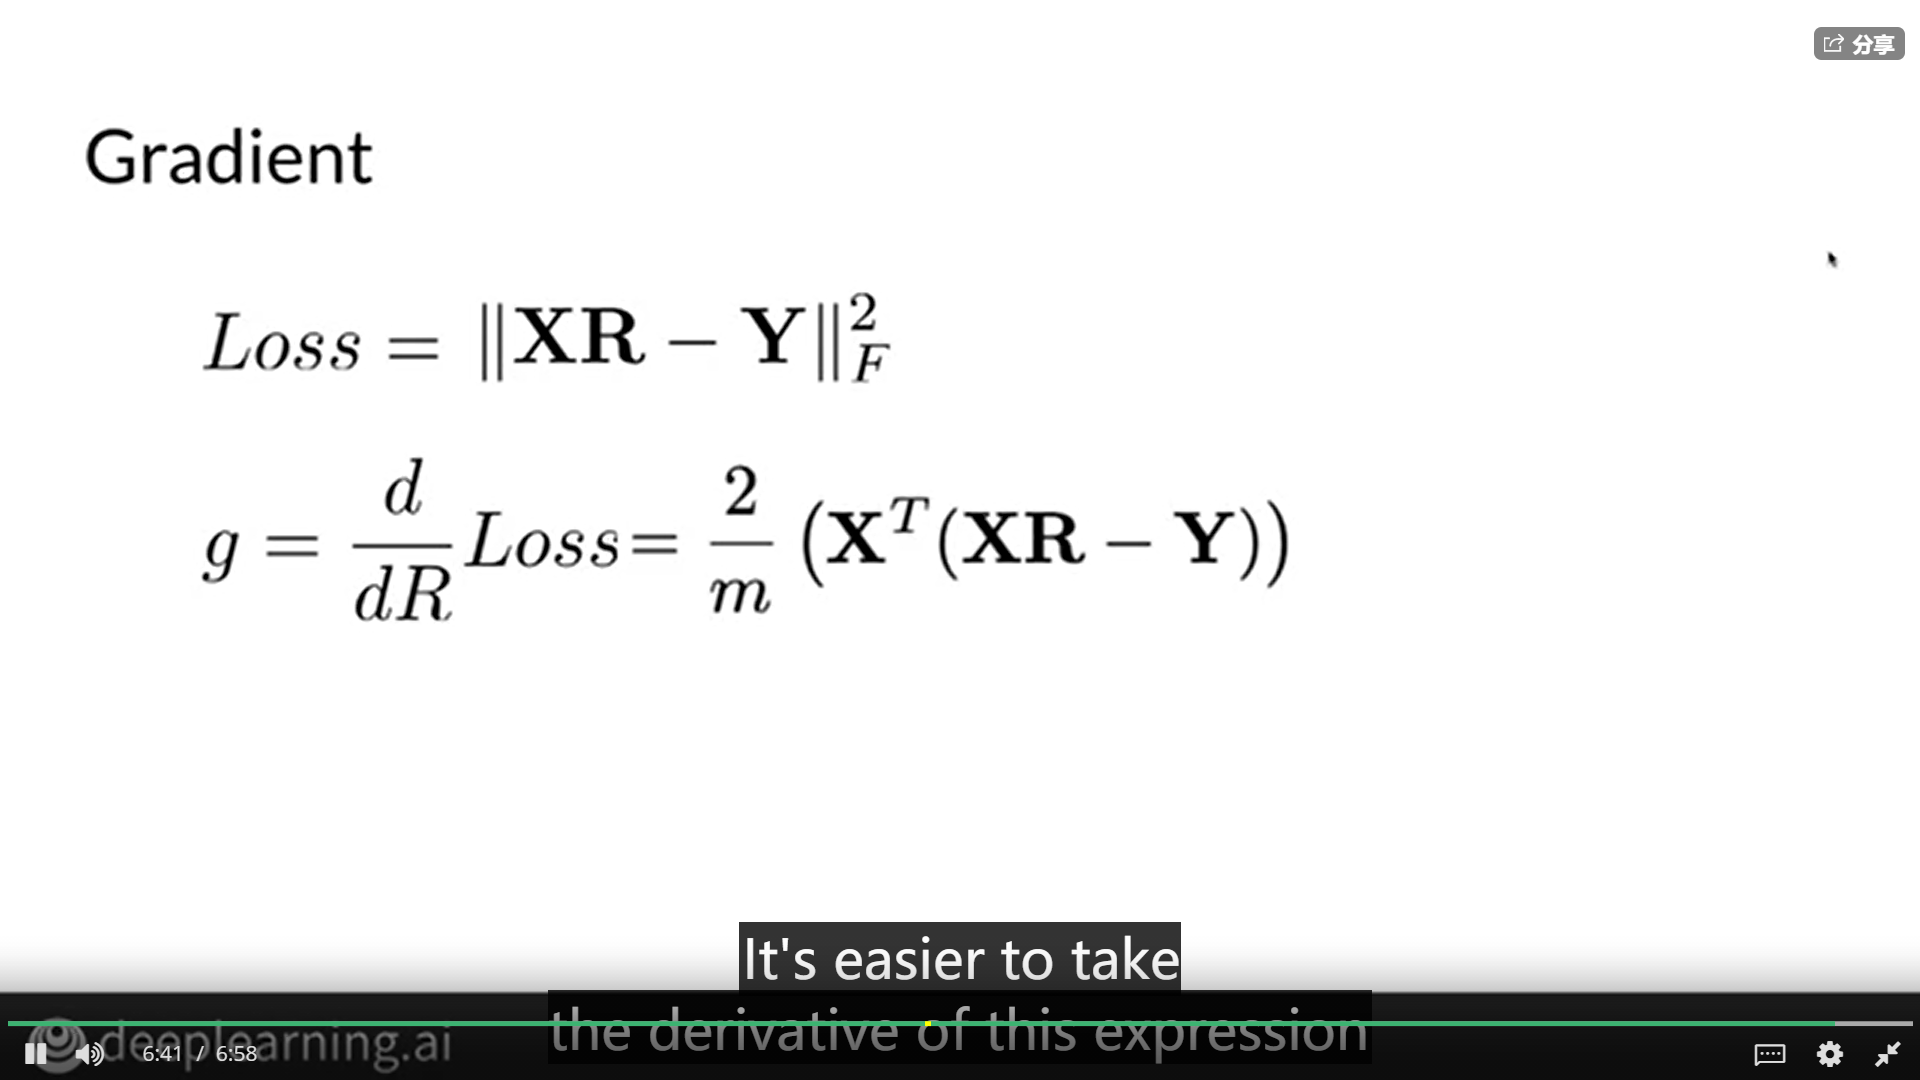 分享
Gradient
Loss = ‖XR − Y‖²_F
g = d/dR Loss = 2/m (X^T(XR − Y))
It's easier to take
the derivative of this expression
deeplearning.ai
6:41 / 6:58